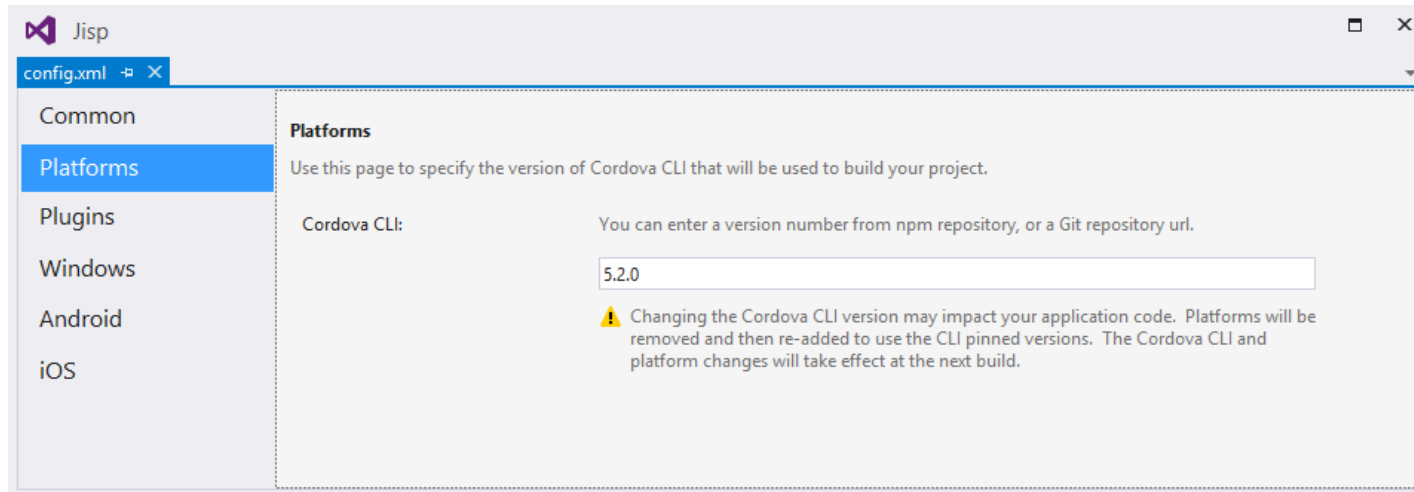 Jisp
config.xml
Common
Platforms
Plugins
Windows
Android
iOS
Platforms
Use this page to specify the version of Cordova CLI that will be used to build your project.
Cordova CLI:
You can enter a version number from npm repository, or a Git repository url.
5.2.0
Changing the Cordova CLI version may impact your application code.  Platforms will be
removed and then re-added to use the CLI pinned versions.  The Cordova CLI and
platform changes will take effect at the next build.